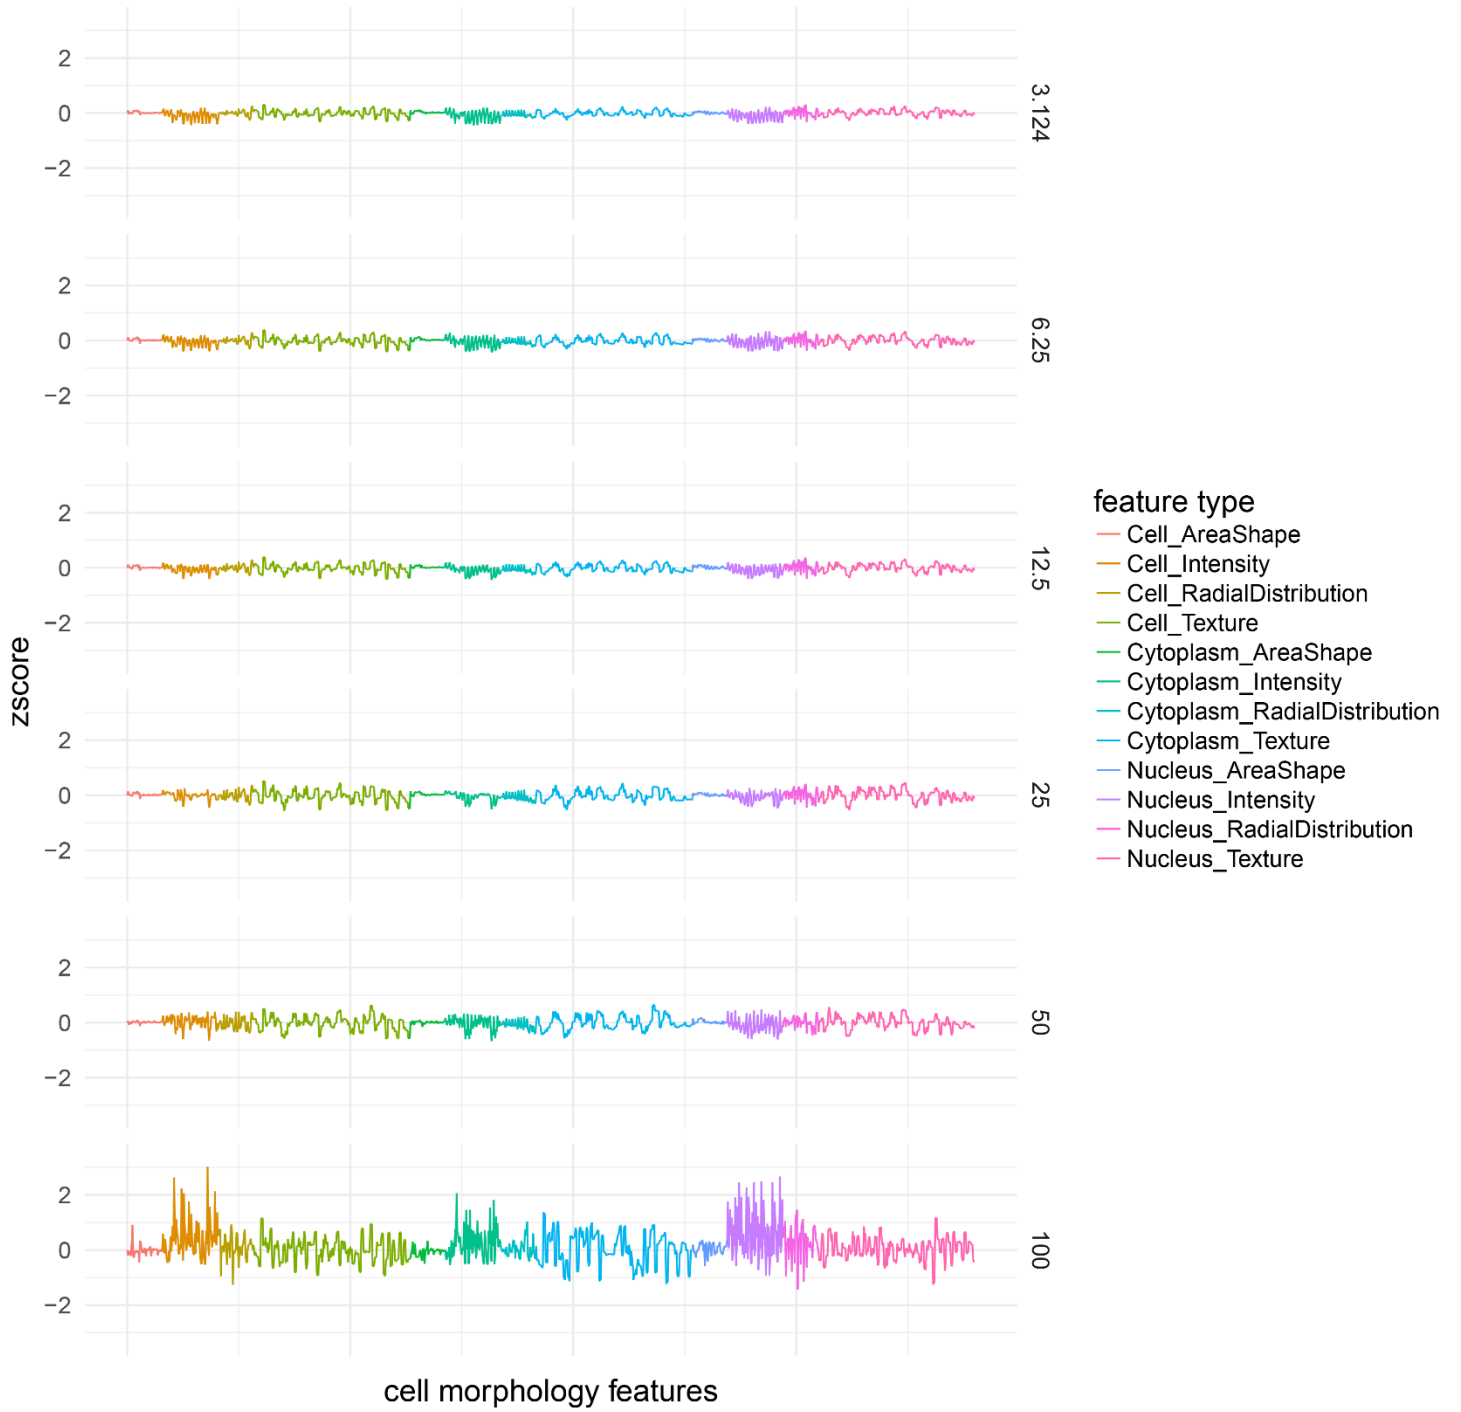 2
0
−2
3.124
2
0
−2
6.25
2
0
−2
12.5
2
0
−2
25
2
0
−2
50
2
0
−2
100
zscore
cell morphology features
feature type
Cell_AreaShape
Cell_Intensity
Cell_RadialDistribution
Cell_Texture
Cytoplasm_AreaShape
Cytoplasm_Intensity
Cytoplasm_RadialDistribution
Cytoplasm_Texture
Nucleus_AreaShape
Nucleus_Intensity
Nucleus_RadialDistribution
Nucleus_Texture